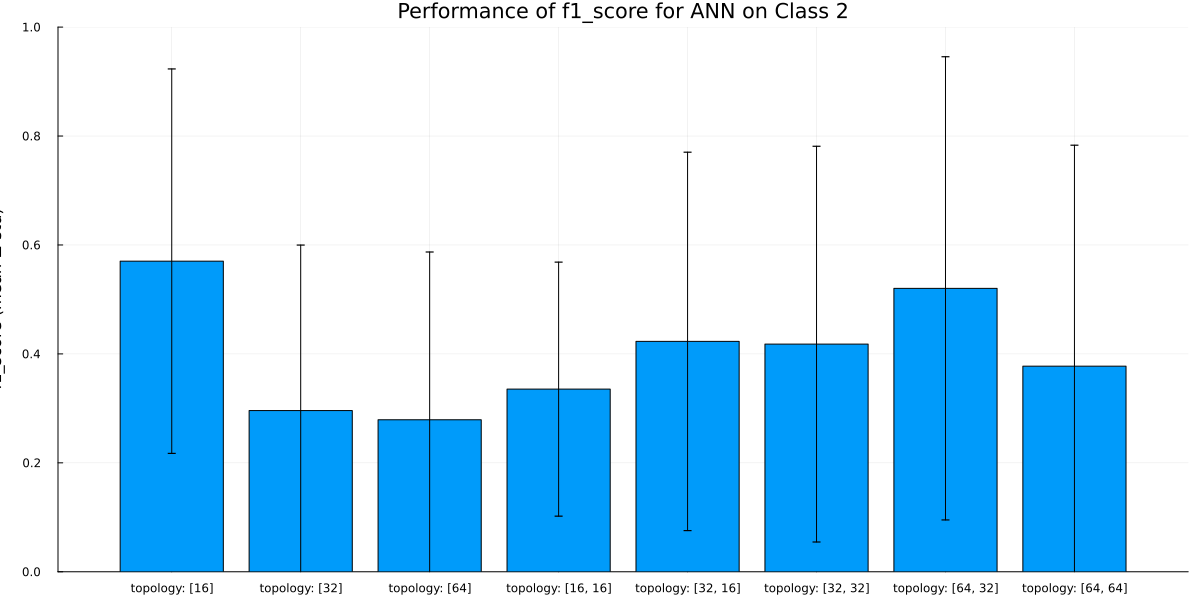 Performance of f1_score for ANN on Class 2
1.0
0.8
0.6
0.4
0.2
0.0
topology: [16]
topology: [32]
topology: [64]
topology: [16, 16]
topology: [32, 16]
topology: [32, 32]
topology: [64, 32]
topology: [64, 64]